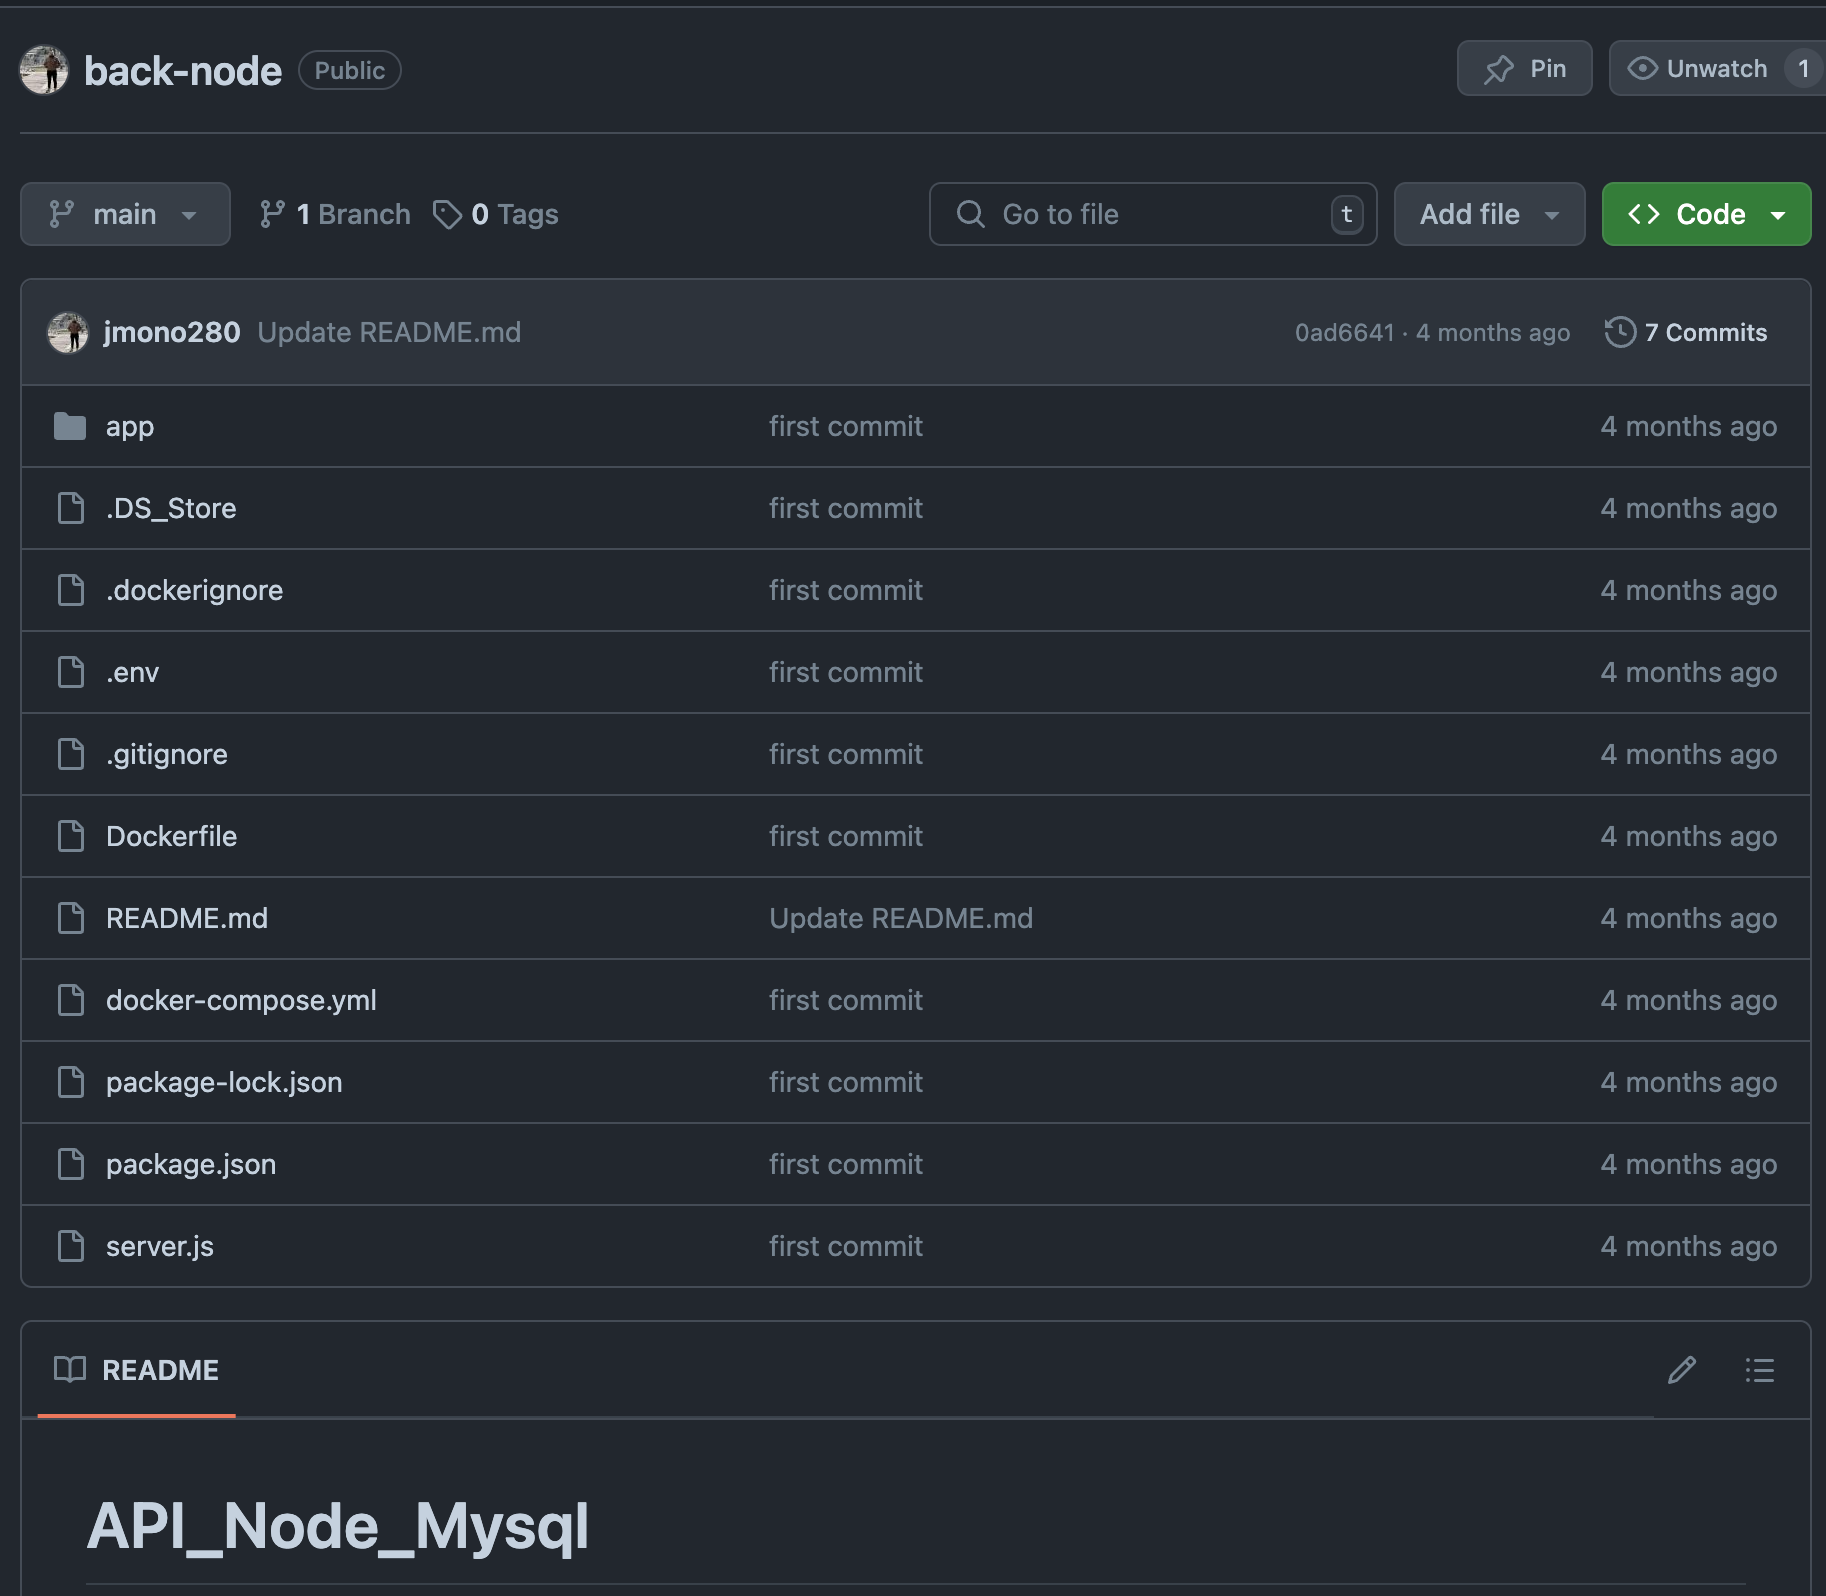 back-node Public Pin Unwatch 1
main 1 Branch 0 Tags Go to file t Add file Code
jmono280 Update README.md 0ad6641 · 4 months ago 7 Commits
app first commit 4 months ago
.DS_Store first commit 4 months ago
.dockerignore first commit 4 months ago
.env first commit 4 months ago
.gitignore first commit 4 months ago
Dockerfile first commit 4 months ago
README.md Update README.md 4 months ago
docker-compose.yml first commit 4 months ago
package-lock.json first commit 4 months ago
package.json first commit 4 months ago
server.js first commit 4 months ago
README
API_Node_Mysql